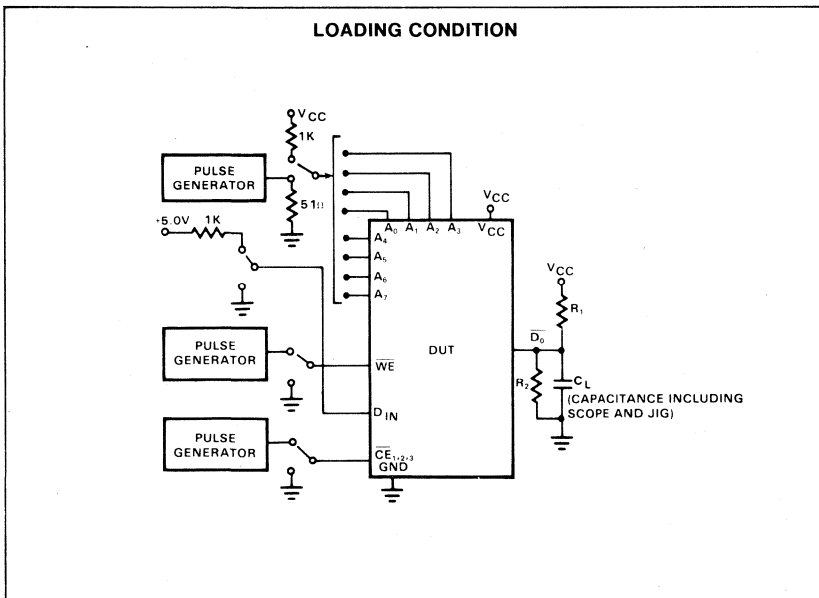 LOADING CONDITION
VCC
1K
PULSE
GENERATOR
51Ω
+5.0V
1K
A0 A1 A2 A3 VCC
VCC
A4
A5
A6
A7
VCC
R1
D̅0̅
DUT
R2
CL
(CAPACITANCE INCLUDING
SCOPE AND JIG)
PULSE
GENERATOR
W̅E̅
DIN
PULSE
GENERATOR
C̅E̅1,2,3
GND